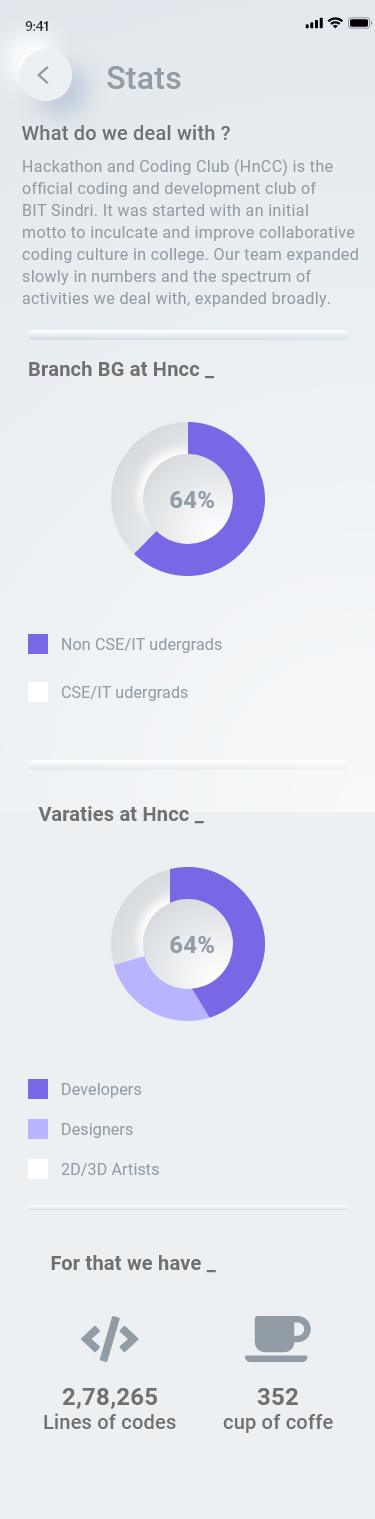 9:41
Stats
What do we deal with ?
Hackathon and Coding Club (HnCC) is the
official coding and development club of
BIT Sindri. It was started with an initial
motto to inculcate and improve collaborative
coding culture in college. Our team expanded
slowly in numbers and the spectrum of
activities we deal with, expanded broadly.
Branch BG at Hncc _
64%
Non CSE/IT udergrads
CSE/IT udergrads
Varaties at Hncc _
64%
Developers
Designers
2D/3D Artists
For that we have _
2,78,265
Lines of codes
352
cup of coffe